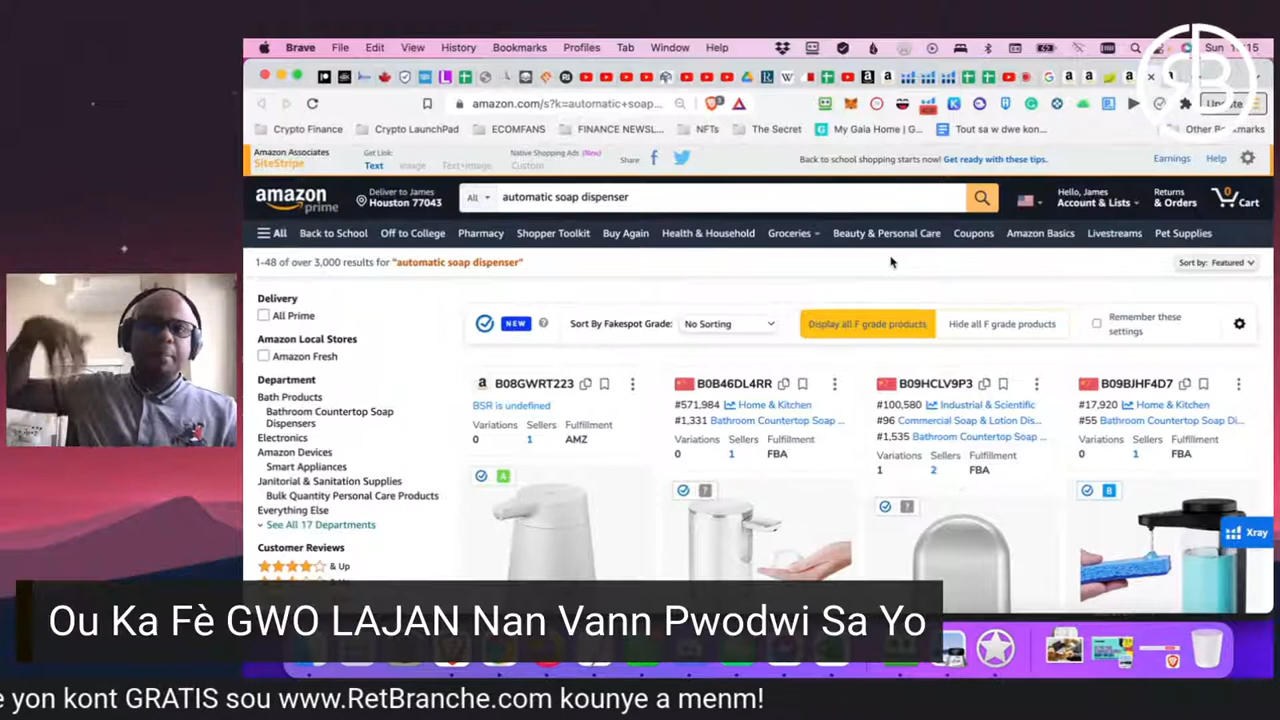 Brave File Edit View History Bookmarks Profiles Tab Window Help
amazon.com/s?k=automatic+soap...
Crypto Finance Crypto LaunchPad ECOMFANS FINANCE NEWSL... NFTs The Secret My Gaia Home | G... Tout sa w dwe kon...
Amazon Associates
SiteStripe
Get Link:
Text Image Text+Image
Native Shopping Ads (New)
Custom
Share
Back to school shopping starts now! Get ready with these tips.
Earnings Help
amazon
prime
Deliver to James
Houston 77043
All
automatic soap dispenser
Hello, James
Account & Lists
Returns
& Orders
0
Cart
All Back to School Off to College Pharmacy Shopper Toolkit Buy Again Health & Household Groceries Beauty & Personal Care Coupons Amazon Basics Livestreams Pet Supplies
1-48 of over 3,000 results for "automatic soap dispenser"
Sort by: Featured
Delivery
All Prime
Amazon Local Stores
Amazon Fresh
Department
Bath Products
Bathroom Countertop Soap
Dispensers
Electronics
Amazon Devices
Smart Appliances
Janitorial & Sanitation Supplies
Bulk Quantity Personal Care Products
Everything Else
See All 17 Departments
Customer Reviews
& Up
NEW
Sort By Fakespot Grade:
No Sorting
Display all F grade products
Hide all F grade products
Remember these
settings
B08GWRT223
BSR is undefined
Variations Sellers Fulfillment
0 1 AMZ
A
B0B46DL4RR
#571,984 Home & Kitchen
#1,331 Bathroom Countertop Soap ...
Variations Sellers Fulfillment
0 1 FBA
?
B09HCLV9P3
#100,580 Industrial & Scientific
#96 Commercial Soap & Lotion Dis...
#1,535 Bathroom Countertop Soap ...
Variations Sellers Fulfillment
1 2 FBA
?
B09BJHF4D7
#17,920 Home & Kitchen
#55 Bathroom Countertop Soap Di...
Variations Sellers Fulfillment
0 1 FBA
B
Xray
Ou Ka Fè GWO LAJAN Nan Vann Pwodwi Sa Yo
e yon kont GRATIS sou www.RetBranche.com kounye a menm!